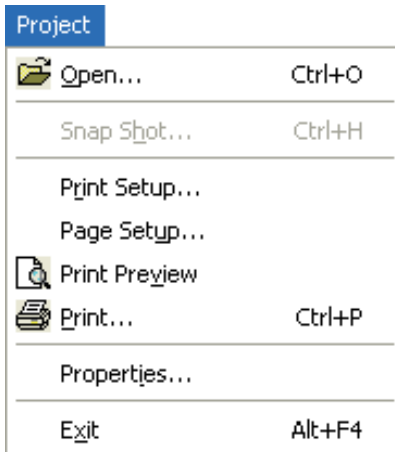 Project
Open... Ctrl+O
Snap Shot... Ctrl+H
Print Setup...
Page Setup...
Print Preview
Print... Ctrl+P
Properties...
Exit Alt+F4